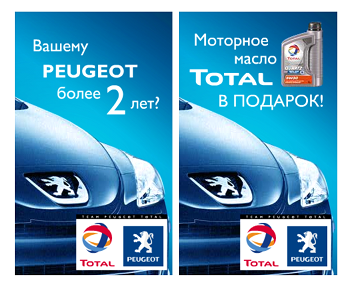 Вашему
PEUGEOT
более 2 лет?
TEAM PEUGEOT TOTAL
TOTAL
PEUGEOT
Моторное
масло
TOTAL
В ПОДАРОК!
TOTAL
TEAM PEUGEOT TOTAL
TOTAL
PEUGEOT